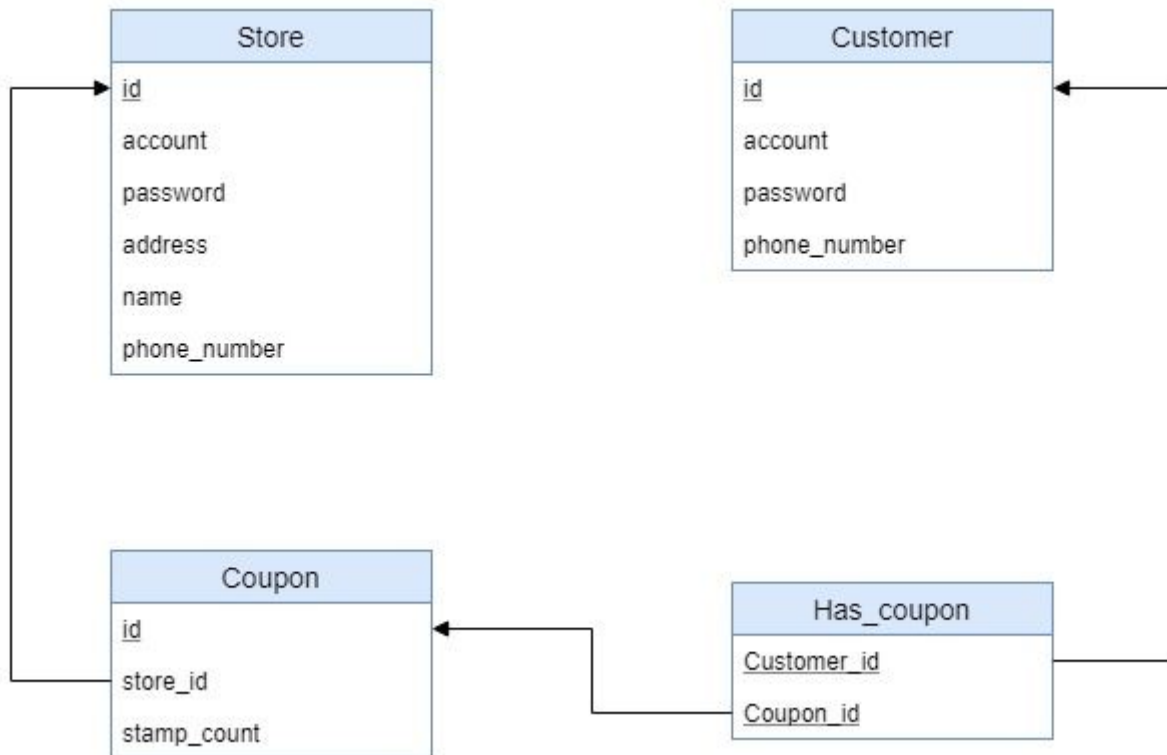 Store
id
account
password
address
name
phone_number
Customer
id
account
password
phone_number
Coupon
id
store_id
stamp_count
Has_coupon
Customer_id
Coupon_id